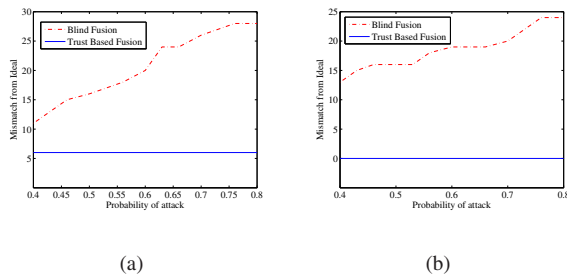 30
25
20
15
10
5
Mismatch from Ideal
Blind Fusion
Trust Based Fusion
0.4 0.45 0.5 0.55 0.6 0.65 0.7 0.75 0.8
Probability of attack
(a)
25
20
15
10
5
0
Mismatch from Ideal
Blind Fusion
Trust Based Fusion
0.4 0.5 0.6 0.7 0.8
Probability of attack
(b)